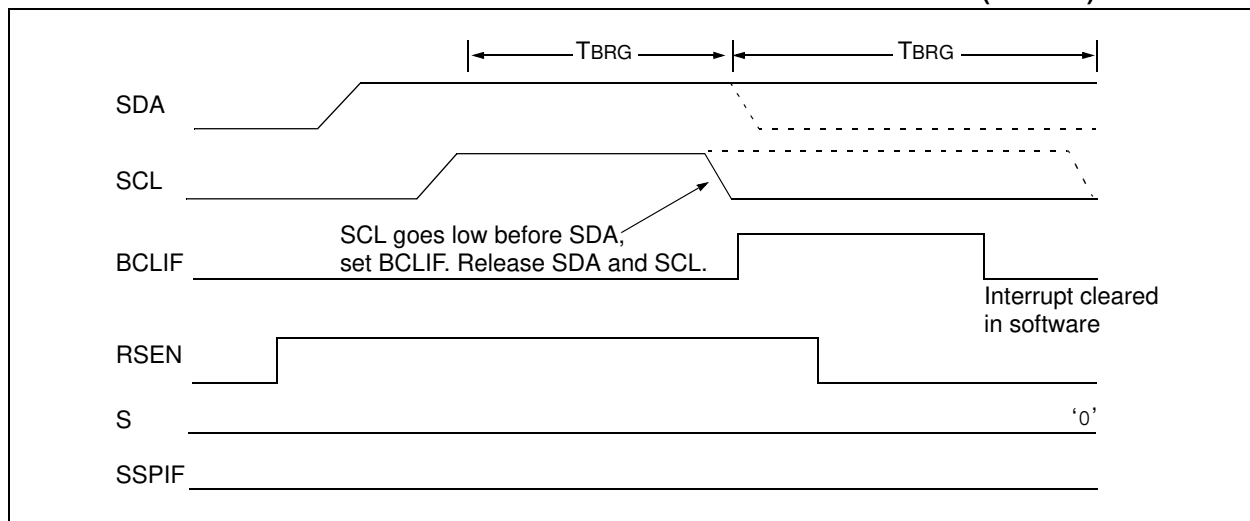 TBRG TBRG
SDA
SCL
SCL goes low before SDA,
set BCLIF. Release SDA and SCL.
BCLIF
Interrupt cleared
in software
RSEN
S
‘0’
SSPIF